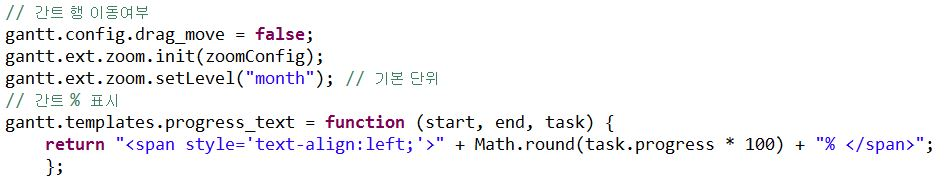 // 간트 행 이동여부
gantt.config.drag_move = false;
gantt.ext.zoom.init(zoomConfig);
gantt.ext.zoom.setLevel("month"); // 기본 단위
// 간트 % 표시
gantt.templates.progress_text = function (start, end, task) {
    return "<span style='text-align:left;'>" + Math.round(task.progress * 100) + "% </span>";
    };